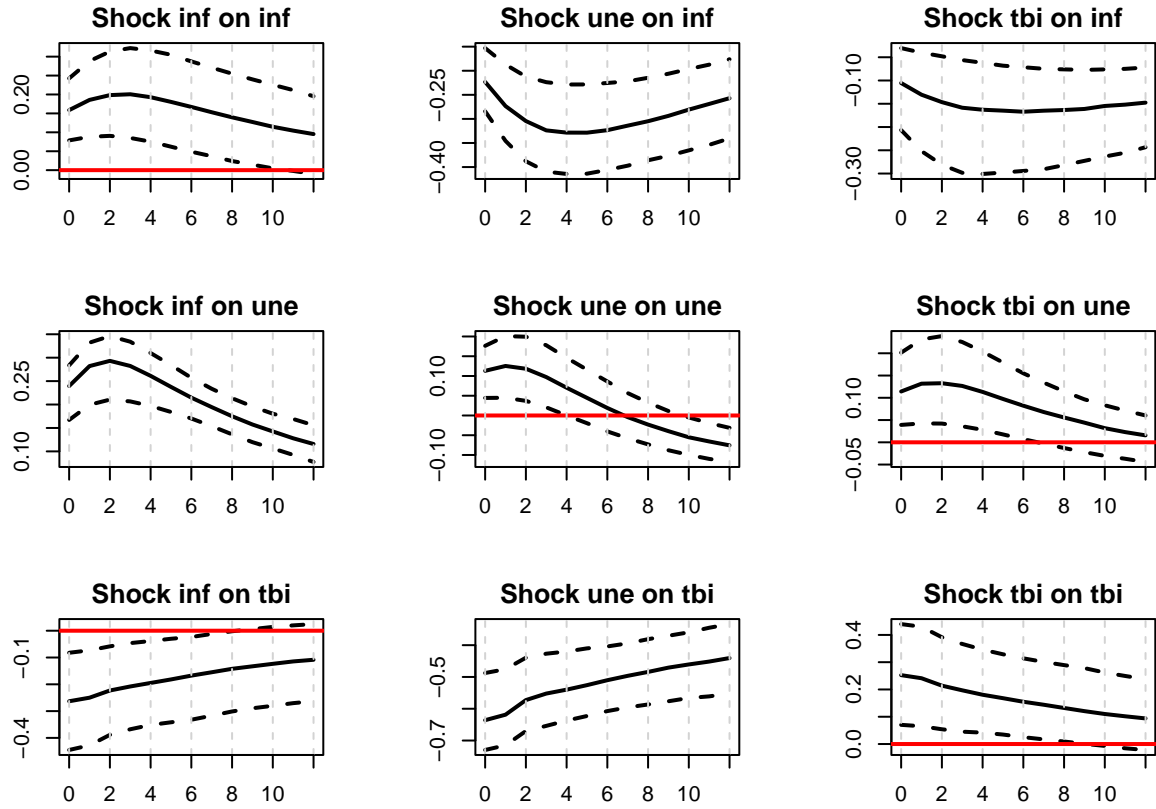 Shock inf on inf
0.00 0.20
0 2 4 6 8 10
Shock une on inf
−0.40 −0.25
0 2 4 6 8 10
Shock tbi on inf
−0.30 −0.10
0 2 4 6 8 10
Shock inf on une
0.10 0.25
0 2 4 6 8 10
Shock une on une
−0.10 0.10
0 2 4 6 8 10
Shock tbi on une
−0.05 0.10
0 2 4 6 8 10
Shock inf on tbi
−0.4 −0.1
0 2 4 6 8 10
Shock une on tbi
−0.7 −0.5
0 2 4 6 8 10
Shock tbi on tbi
0.0 0.2 0.4
0 2 4 6 8 10